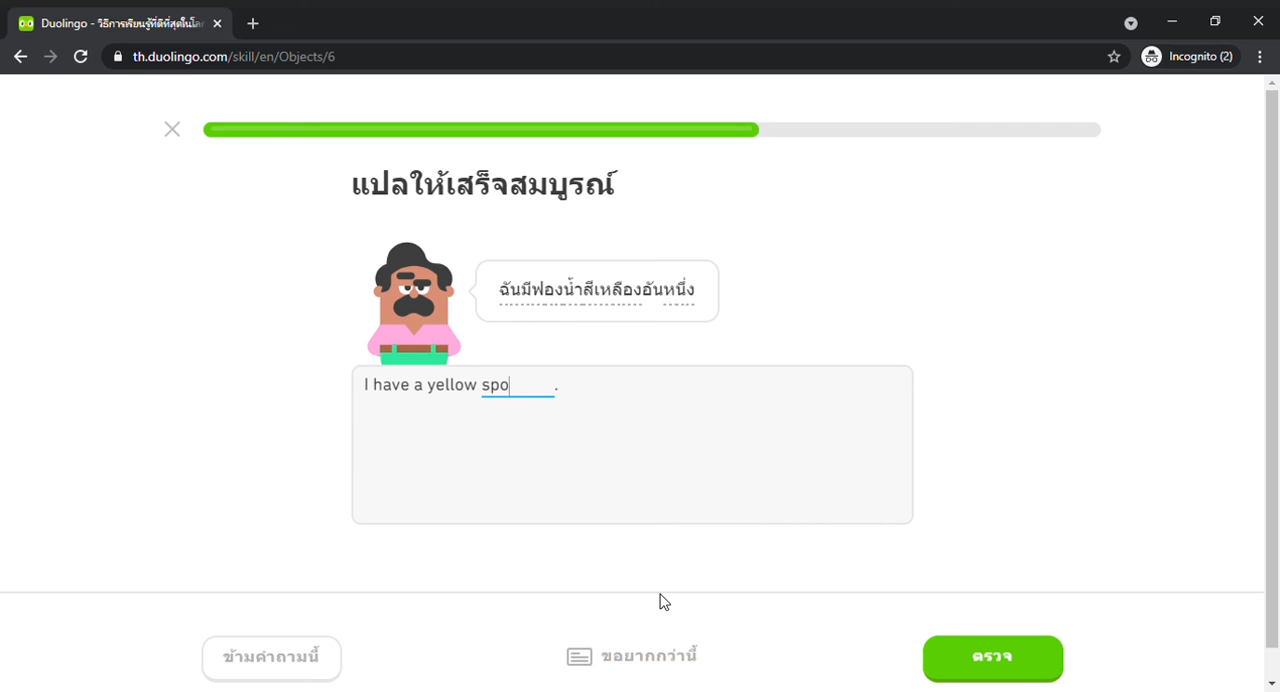 Duolingo - วิธีการเรียนรู้ที่ดีที่สุดในโลก
th.duolingo.com/skill/en/Objects/6
Incognito (2)
แปลให้เสร็จสมบูรณ์
ฉันมีฟองน้ำสีเหลืองอันหนึ่ง
I have a yellow spo .
ข้ามคำถามนี้
ขอยากกว่านี้
ตรวจ